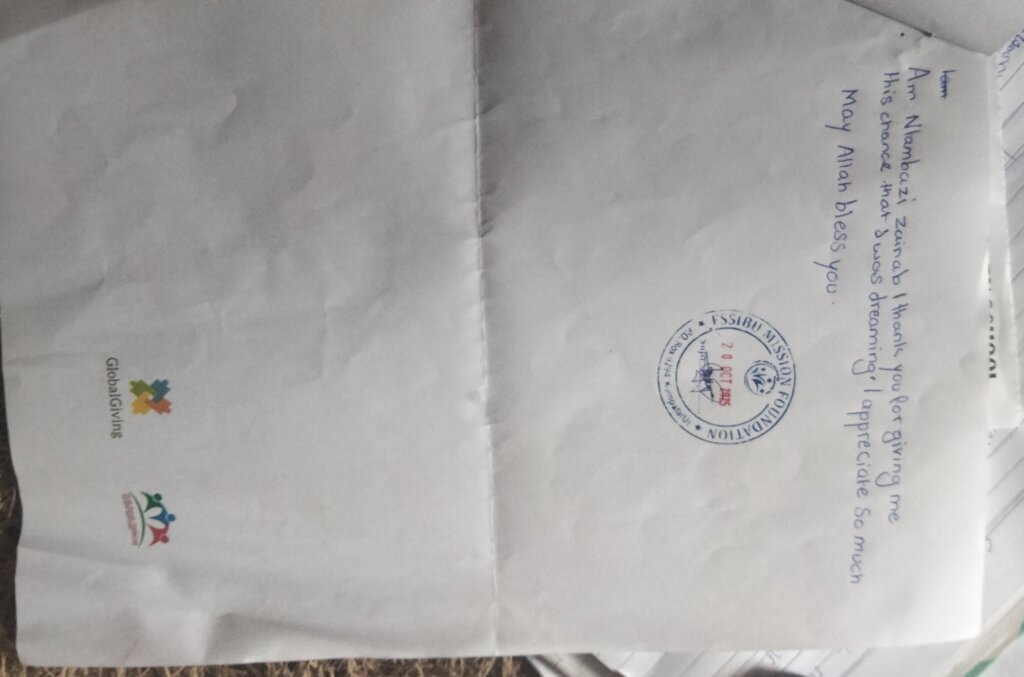 Am Nlambazi zainab I thank you for giving me
this chance that I was dreaming, I appreciate so much
May Allah bless you.
ESSIBU MISSION FOUNDATION
20 OCT 2025
GlobalGiving